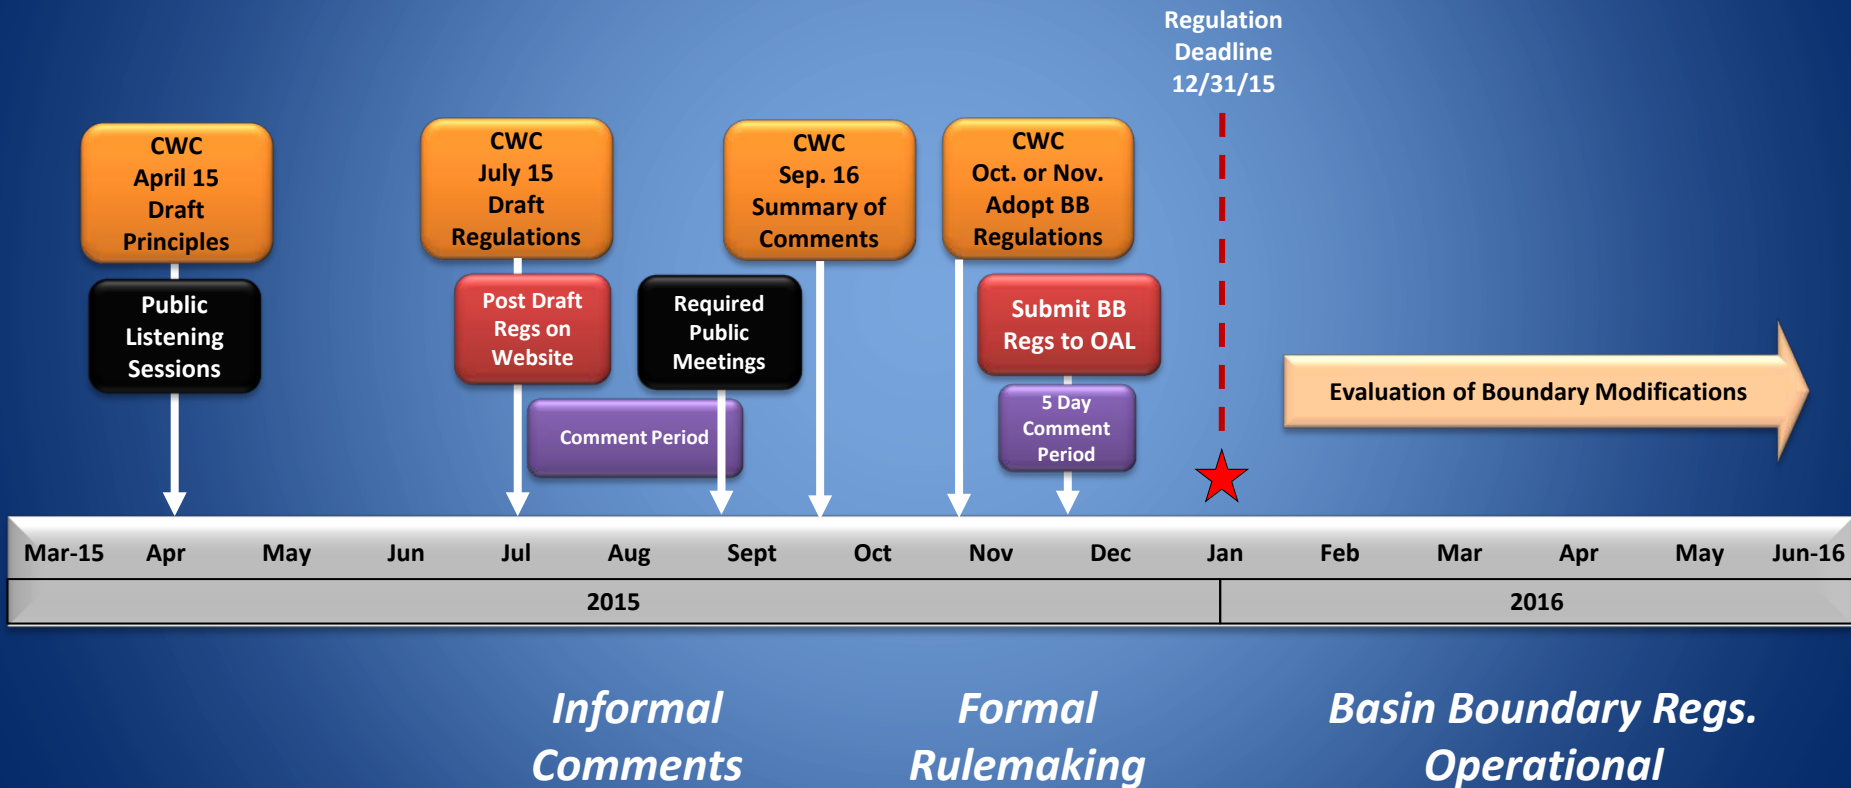 Regulation
Deadline
12/31/15
CWC
April 15
Draft
Principles
CWC
July 15
Draft
Regulations
CWC
Sep. 16
Summary of
Comments
CWC
Oct. or Nov.
Adopt BB
Regulations
Public
Listening
Sessions
Post Draft
Regs on
Website
Required
Public
Meetings
Submit BB
Regs to OAL
Comment Period
5 Day
Comment
Period
Evaluation of Boundary Modifications
Mar-15 Apr May Jun Jul Aug Sept Oct Nov Dec Jan Feb Mar Apr May Jun-16
2015 2016
Informal
Comments
Formal
Rulemaking
Basin Boundary Regs.
Operational